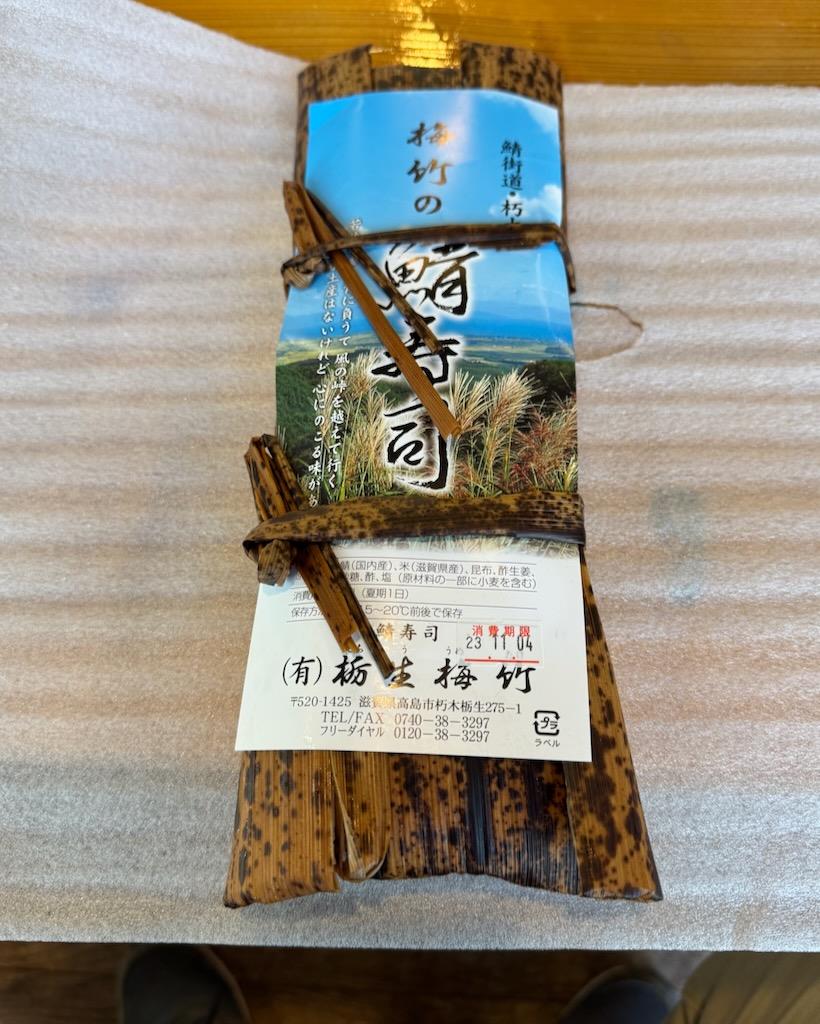 鯖街道・朽
梅竹の
鯖寿司
に負うて風の峠を越えて行く
土産はないけれど 心にのこる味が
鯖(国内産)、米(滋賀県産)、昆布、酢生姜、
糖、酢、塩 (原材料の一部に小麦を含む)
消費 (夏期1日)
保存方 5～20℃前後で保存
鯖寿司
消費期限
23.11.04
(有)栃生梅竹
〒520-1425 滋賀県高島市朽木栃生275-1
TEL/FAX 0740-38-3297
フリーダイヤル 0120-38-3297
プラ
ラベル